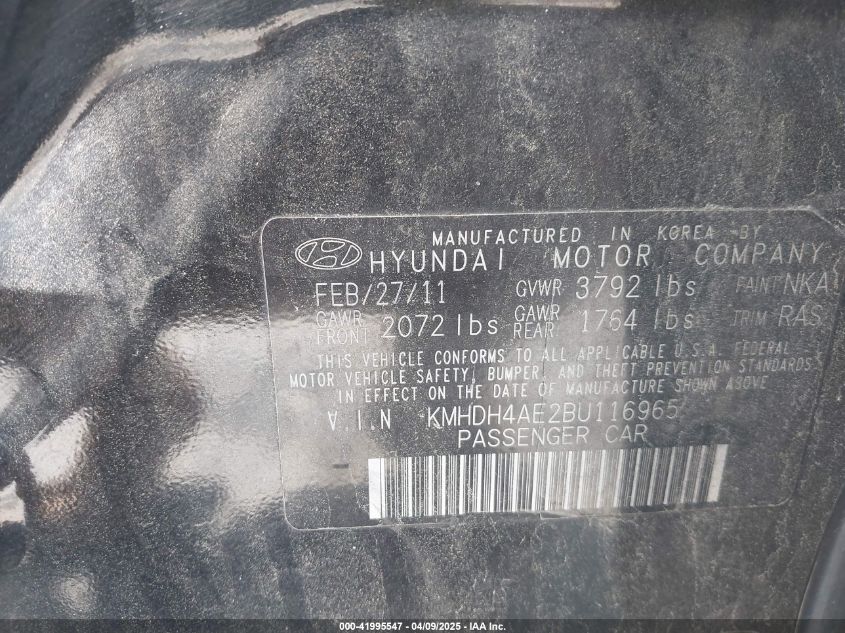 MANUFACTURED IN KOREA BY
HYUNDAI MOTOR COMPANY
FEB/27/11 GVWR 3792 lbs PAINT NKA
GAWR FRONT 2072 lbs GAWR REAR 1764 lbs TRIM RAS
THIS VEHICLE CONFORMS TO ALL APPLICABLE U.S.A. FEDERAL
MOTOR VEHICLE SAFETY, BUMPER, AND THEFT PREVENTION STANDARDS
IN EFFECT ON THE DATE OF MANUFACTURE SHOWN ABOVE
V.I.N KMHDH4AE2BU116965
PASSENGER CAR
000-41995547 - 04/09/2025 - IAA Inc.